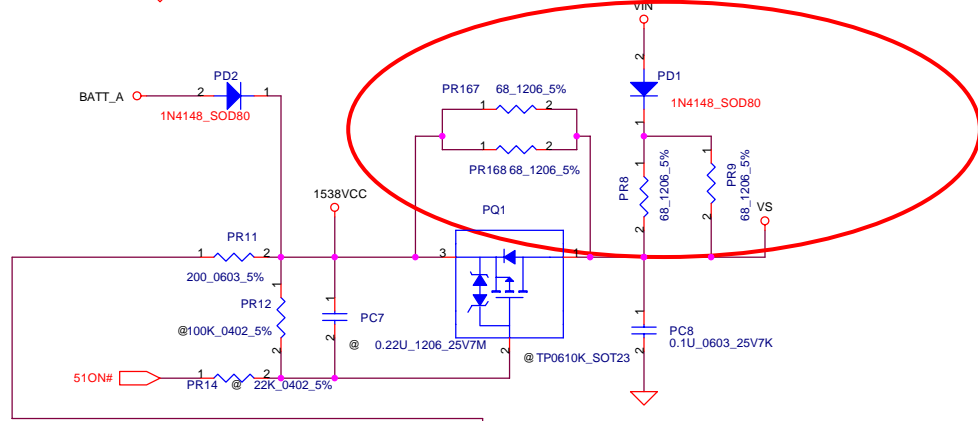 VIN
PD2
2
1
BATT_A
1N4148_SOD80
PR167
68_1206_5%
1
2
1
2
PR168
68_1206_5%
2
PD1
1N4148_SOD80
1
1
PR8
68_1206_5%
2
1
PR9
68_1206_5%
2
VS
1538VCC
PQ1
3
1
2
@ TP0610K_SOT23
PR11
1
2
200_0603_5%
1
PR12
@100K_0402_5%
2
1
PC7
2
@
0.22U_1206_25V7M
1
PC8
0.1U_0603_25V7K
2
51ON#
1
2
PR14
@
22K_0402_5%